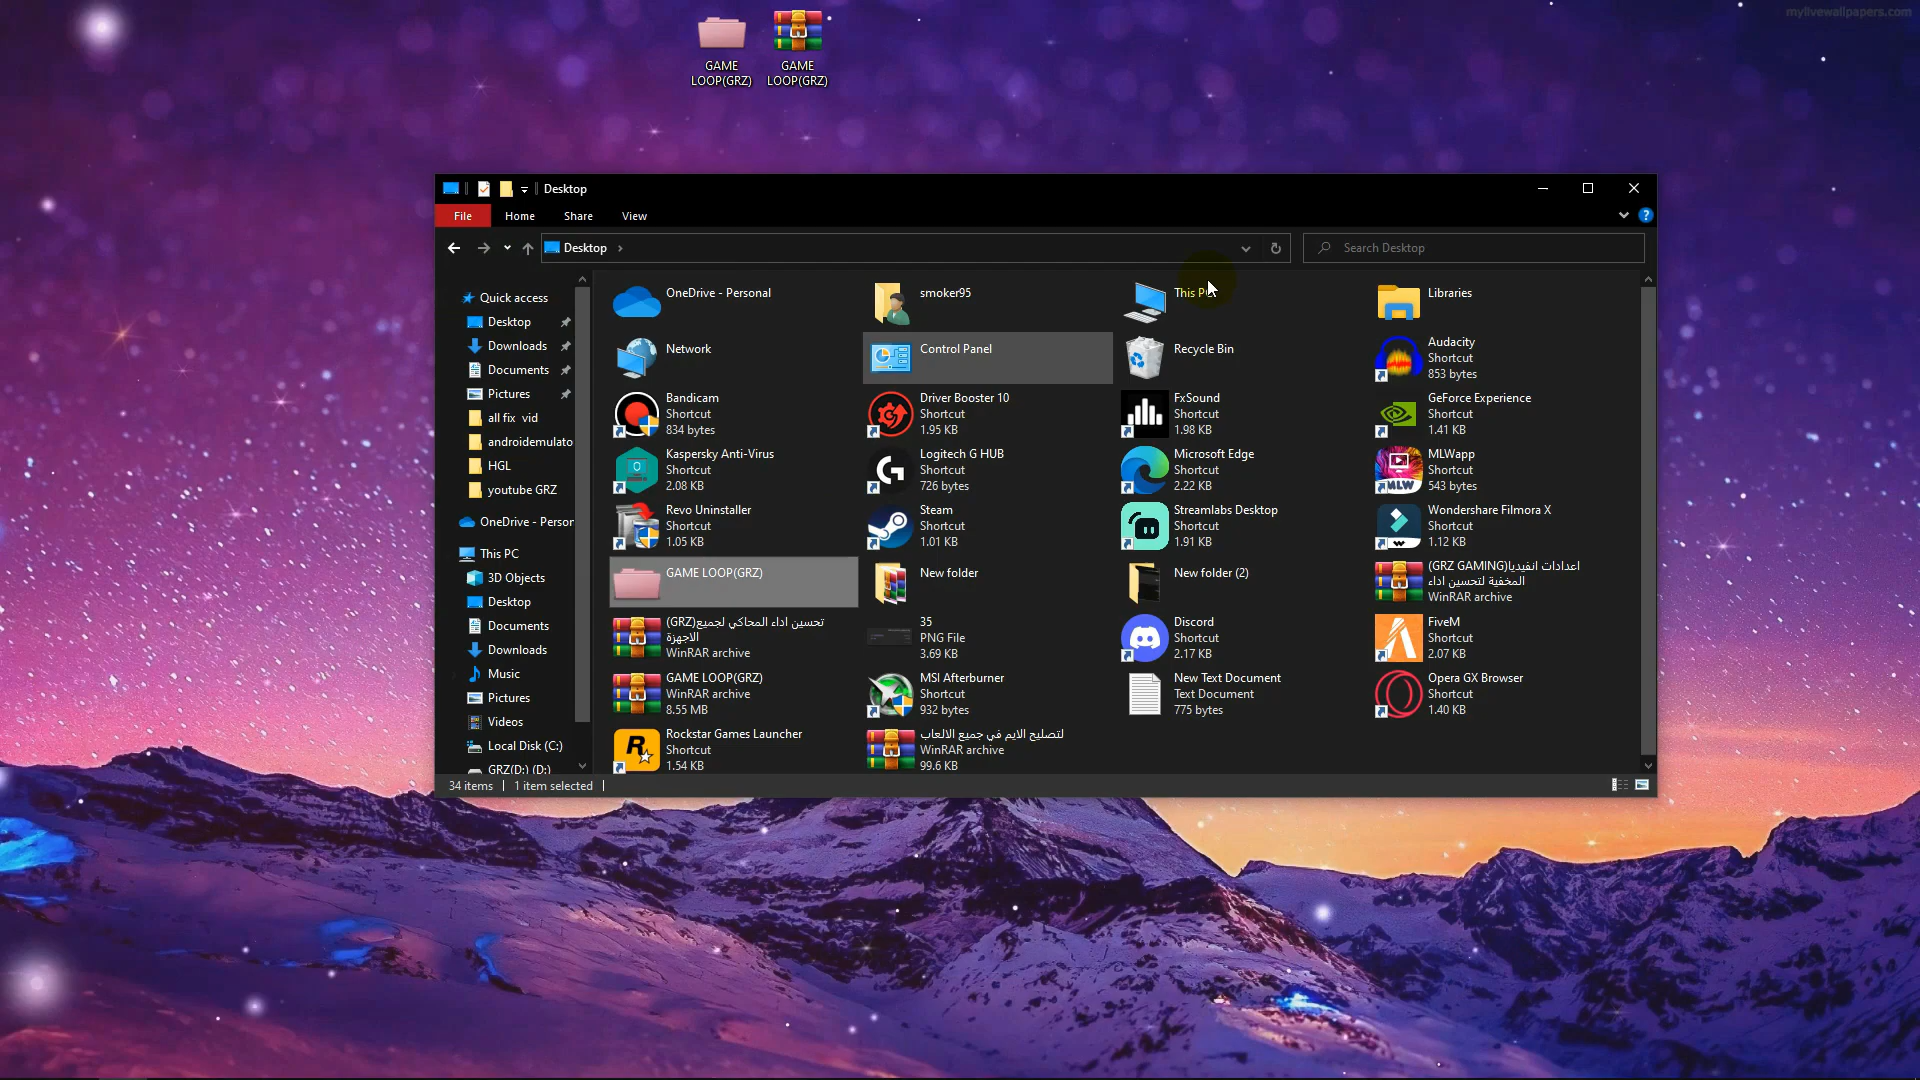 mylivewallpapers.com
GAME
LOOP(GRZ)
GAME
LOOP(GRZ)
Desktop
File
Home
Share
View
Desktop
Search Desktop
Quick access
Desktop
Downloads
Documents
Pictures
all fix vid
androidemulato
HGL
youtube GRZ
OneDrive - Person
This PC
3D Objects
Desktop
Documents
Downloads
Music
Pictures
Videos
Local Disk (C:)
GRZ(D:) (D:)
OneDrive - Personal
smoker95
This PC
Libraries
Network
Control Panel
Recycle Bin
Audacity
Shortcut
853 bytes
Bandicam
Shortcut
834 bytes
Driver Booster 10
Shortcut
1.95 KB
FxSound
Shortcut
1.98 KB
GeForce Experience
Shortcut
1.41 KB
Kaspersky Anti-Virus
Shortcut
2.08 KB
Logitech G HUB
Shortcut
726 bytes
Microsoft Edge
Shortcut
2.22 KB
MLWapp
Shortcut
543 bytes
Revo Uninstaller
Shortcut
1.05 KB
Steam
Shortcut
1.01 KB
Streamlabs Desktop
Shortcut
1.91 KB
Wondershare Filmora X
Shortcut
1.12 KB
GAME LOOP(GRZ)
New folder
New folder (2)
(GRZ GAMING)اعدادات انفيديا
المخفية لتحسين اداء
WinRAR archive
(GRZ)تحسين اداء المحاكي لجميع
الاجهزة
WinRAR archive
35
PNG File
3.69 KB
Discord
Shortcut
2.17 KB
FiveM
Shortcut
2.07 KB
GAME LOOP(GRZ)
WinRAR archive
8.55 MB
MSI Afterburner
Shortcut
932 bytes
New Text Document
Text Document
775 bytes
Opera GX Browser
Shortcut
1.40 KB
Rockstar Games Launcher
Shortcut
1.54 KB
لتصليح الايم في جميع الالعاب
WinRAR archive
99.6 KB
34 items
1 item selected